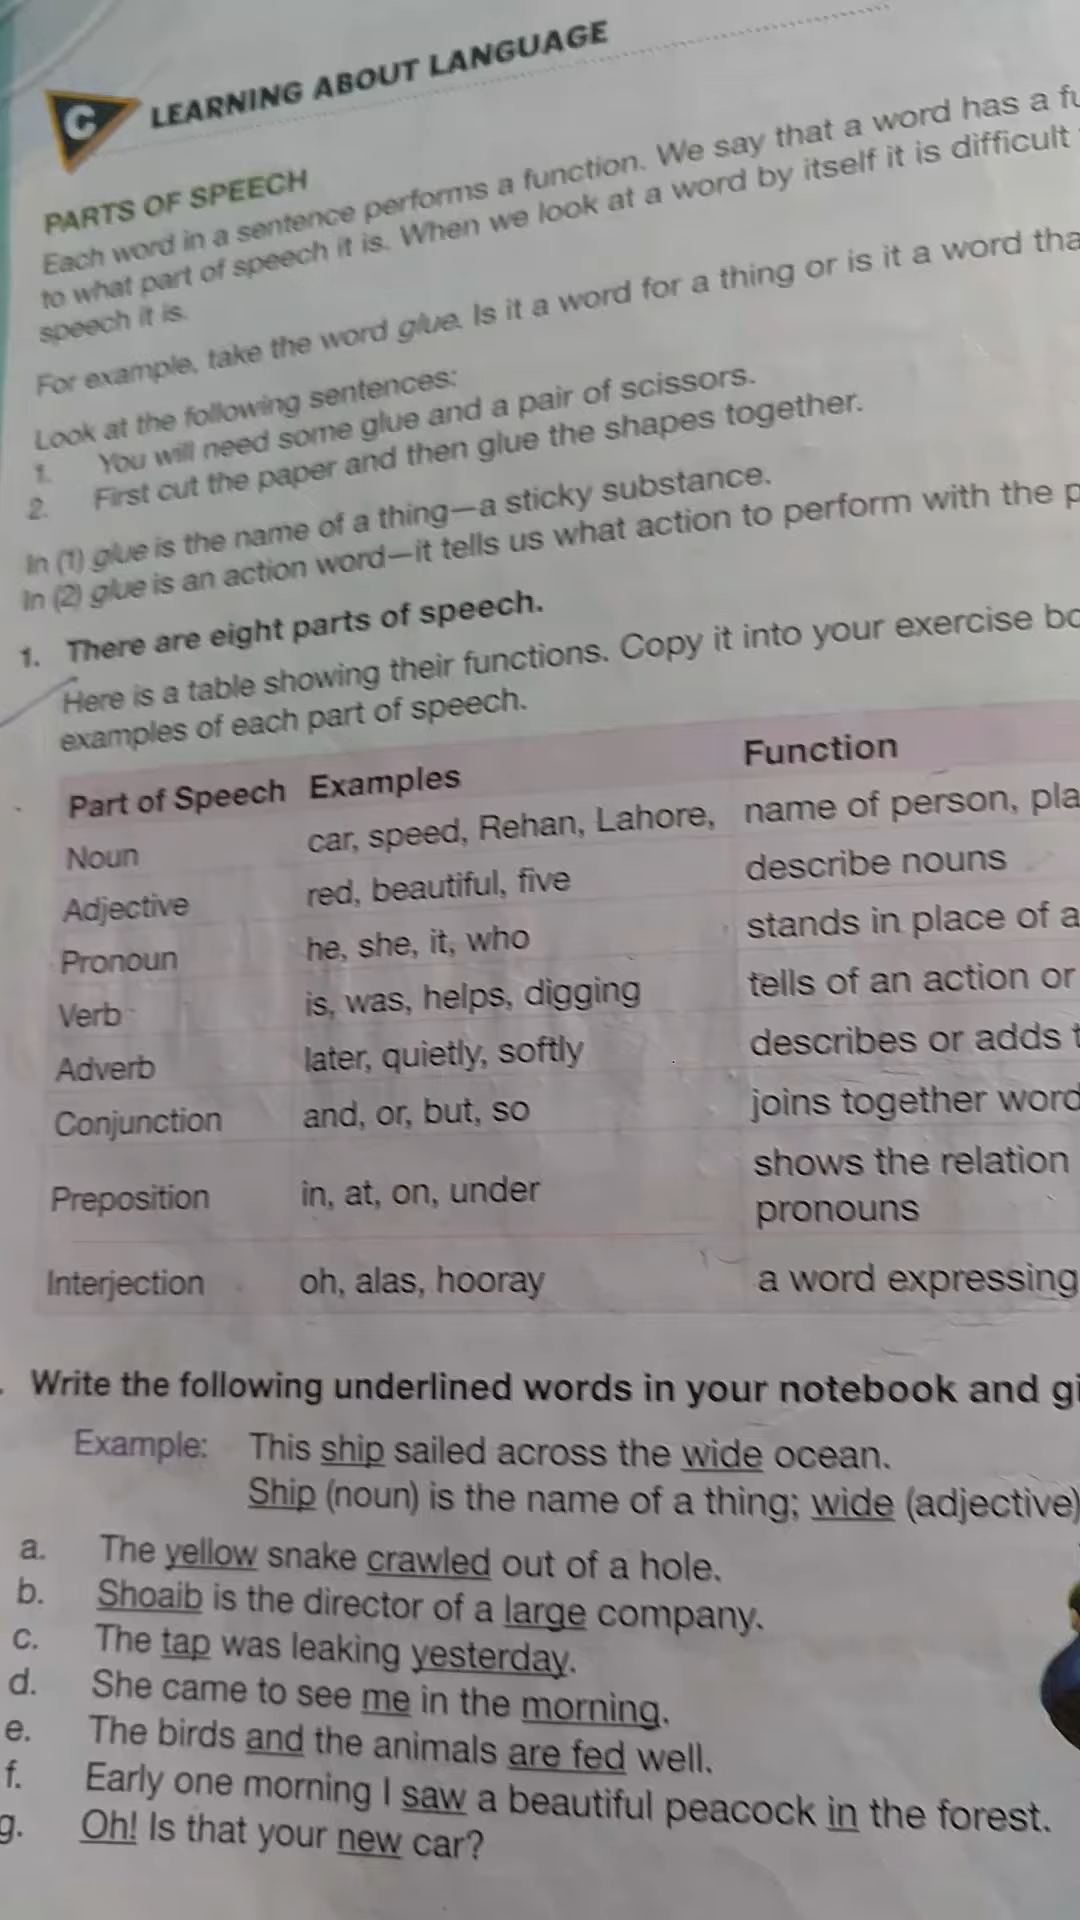 C LEARNING ABOUT LANGUAGE
PARTS OF SPEECH
Each word in a sentence performs a function. We say that a word has a
to what part of speech it is. When we look at a word by itself it is difficult
speech it is.
For example, take the word glue. Is it a word for a thing or is it a word
Look at the following sentences:
1. You will need some glue and a pair of scissors.
2. First cut the paper and then glue the shapes together.
In (1) glue is the name of a thing—a sticky substance.
In (2) glue is an action word—it tells us what action to perform with the
1. There are eight parts of speech.
Here is a table showing their functions. Copy it into your exercise
examples of each part of speech.
Part of Speech Examples Function
Noun car, speed, Rehan, Lahore, name of person,
Adjective red, beautiful, five describe nouns
Pronoun he, she, it, who stands in place of a
Verb is, was, helps, digging tells of an action or
Adverb later, quietly, softly describes or adds
Conjunction and, or, but, so joins together
Preposition in, at, on, under shows the relation
pronouns
Interjection oh, alas, hooray a word expressing
Write the following underlined words in your notebook and
Example: This ship sailed across the wide ocean.
Ship (noun) is the name of a thing; wide (adjective)
a. The yellow snake crawled out of a hole.
b. Shoaib is the director of a large company.
c. The tap was leaking yesterday.
d. She came to see me in the morning.
e. The birds and the animals are fed well.
f. Early one morning I saw a beautiful peacock in the forest.
g. Oh! Is that your new car?